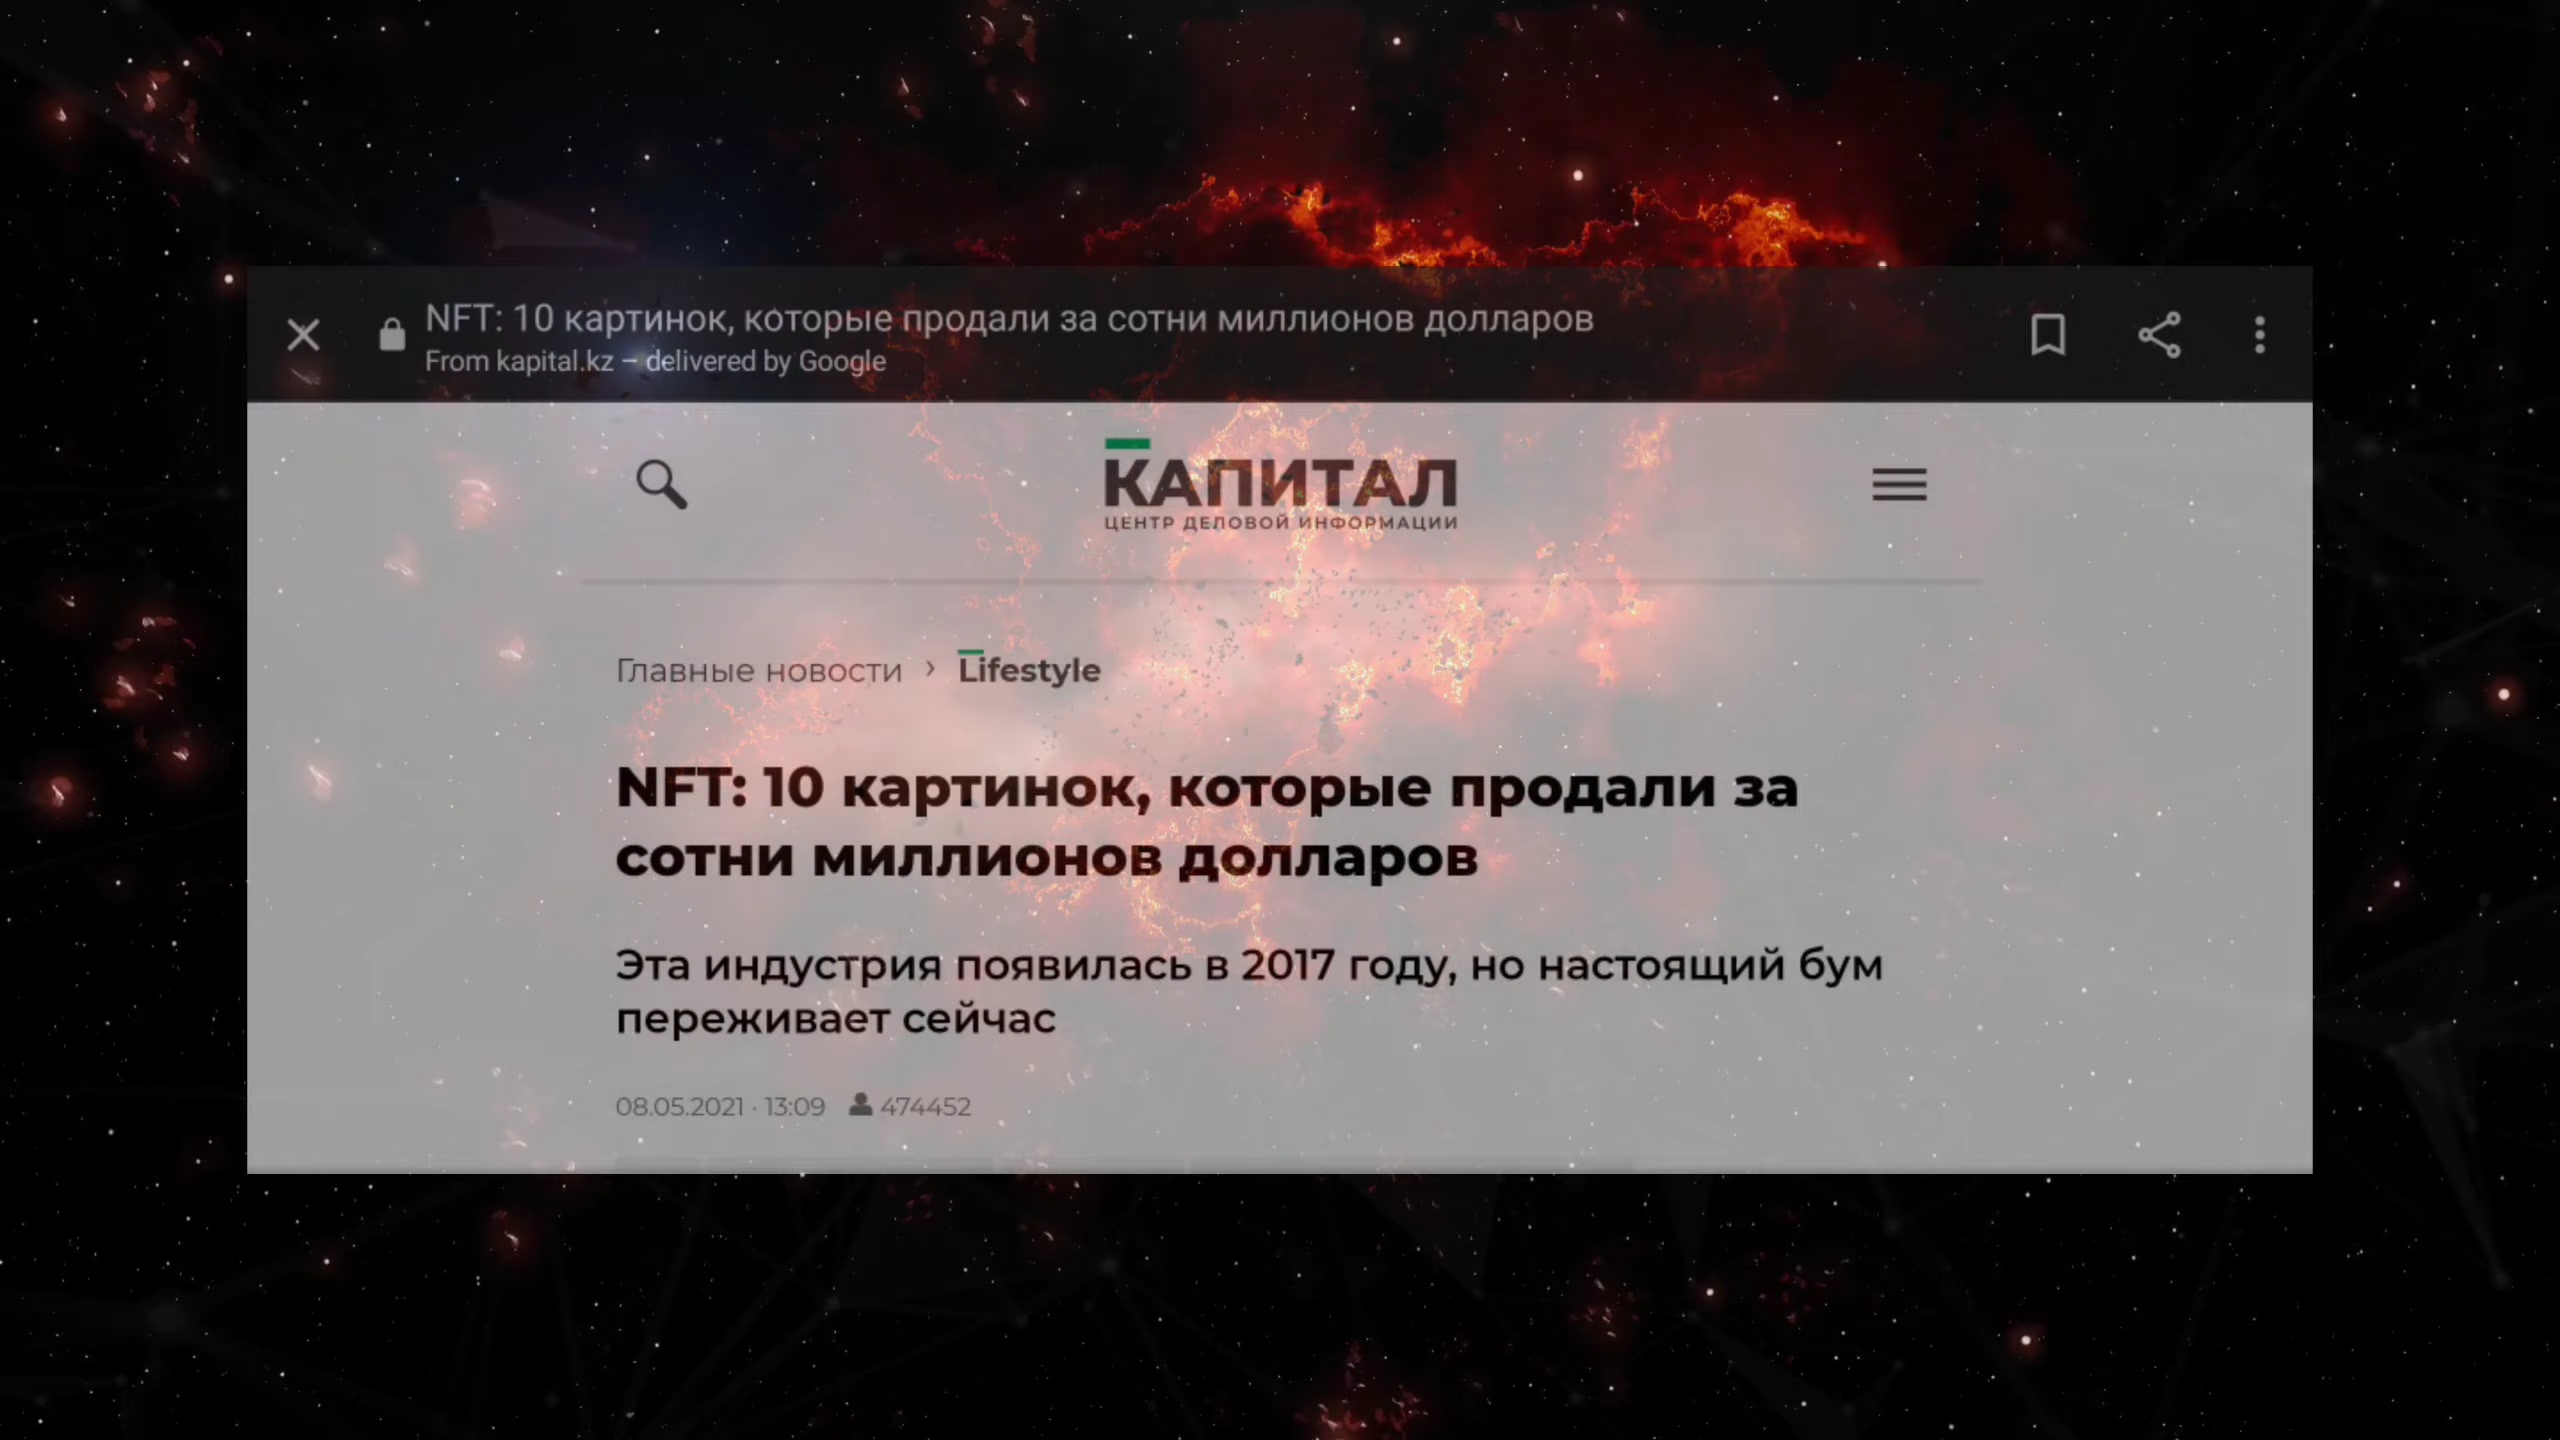 NFT: 10 картинок, которые продали за сотни миллионов долларов
From kapital.kz – delivered by Google
КАПИТАЛ
ЦЕНТР ДЕЛОВОЙ ИНФОРМАЦИИ
Главные новости › Lifestyle
NFT: 10 картинок, которые продали за
сотни миллионов долларов
Эта индустрия появилась в 2017 году, но настоящий бум
переживает сейчас
08.05.2021 · 13:09 474452